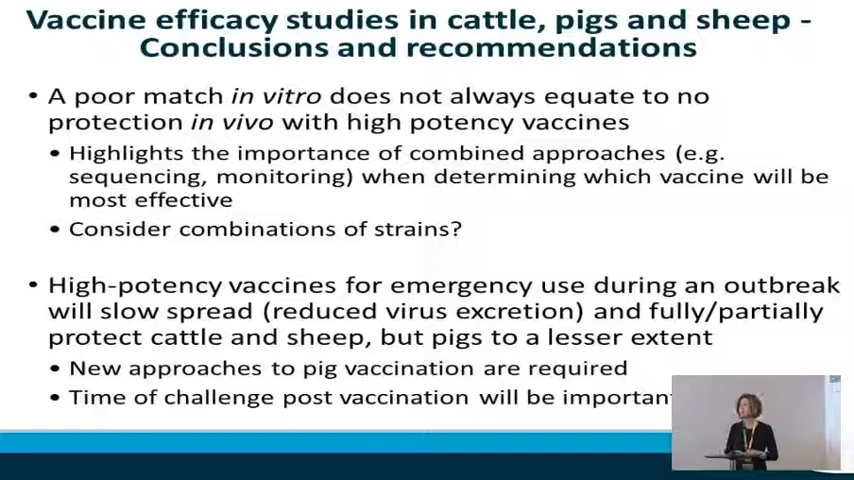 Vaccine efficacy studies in cattle, pigs and sheep -
Conclusions and recommendations
• A poor match in vitro does not always equate to no
protection in vivo with high potency vaccines
• Highlights the importance of combined approaches (e.g.
sequencing, monitoring) when determining which vaccine will be
most effective
• Consider combinations of strains?
• High-potency vaccines for emergency use during an outbreak
will slow spread (reduced virus excretion) and fully/partially
protect cattle and sheep, but pigs to a lesser extent
• New approaches to pig vaccination are required
• Time of challenge post vaccination will be important